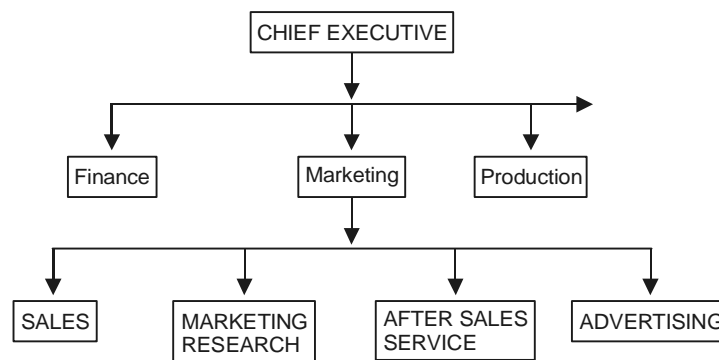 CHIEF EXECUTIVE
Finance
Marketing
Production
SALES
MARKETING
RESEARCH
AFTER SALES
SERVICE
ADVERTISING